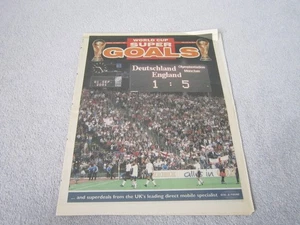 WORLD CUP
SUPER
GOALS
Deutschland
England
1 : 5
... and superdeals from the UK's leading direct mobile specialist